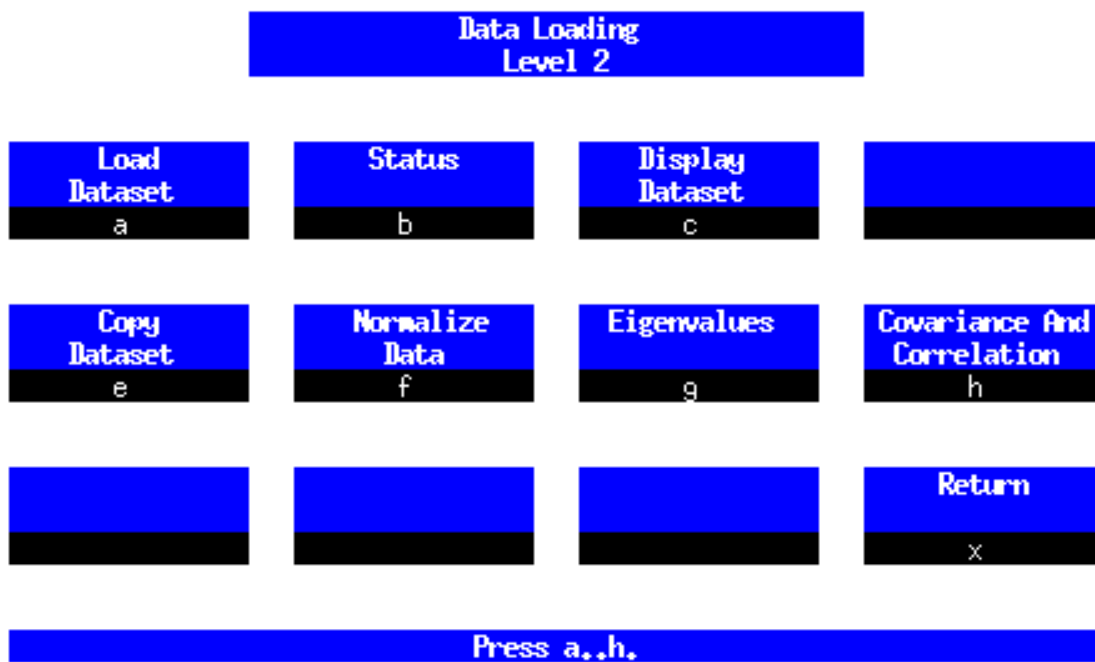 Data Loading
Level 2
Load
Dataset
a
Status
b
Display
Dataset
c
Copy
Dataset
e
Normalize
Data
f
Eigenvalues
g
Covariance And
Correlation
h
Return
x
Press a..h.